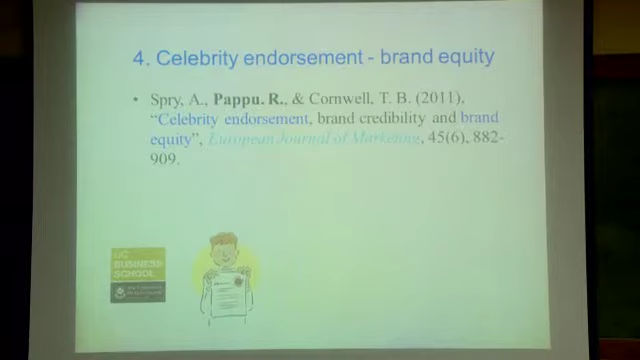 4. Celebrity endorsement - brand equity
• Spry, A., Pappu. R., & Cornwell, T. B. (2011),
“Celebrity endorsement, brand credibility and brand
equity”, European Journal of Marketing, 45(6), 882-
909.
BUSINESS
SCHOOL